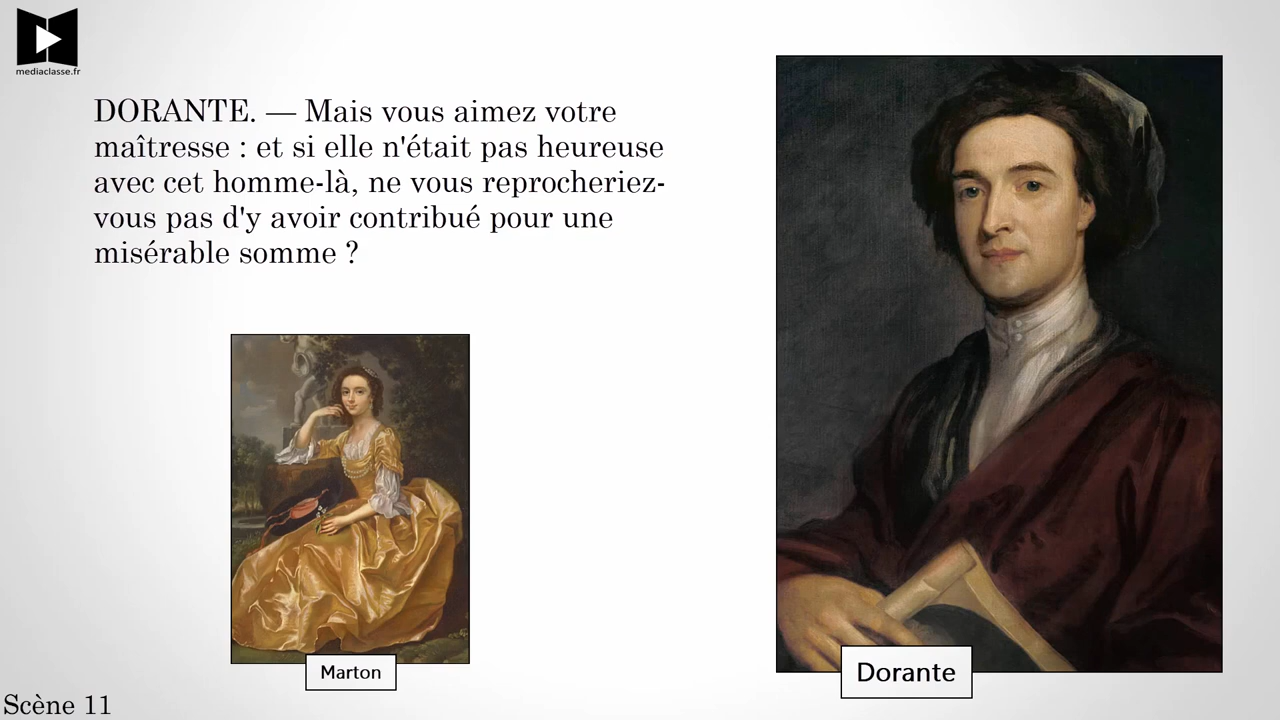 mediaclasse.fr
DORANTE. — Mais vous aimez votre
maîtresse : et si elle n'était pas heureuse
avec cet homme-là, ne vous reprocheriez-
vous pas d'y avoir contribué pour une
misérable somme ?
Marton
Dorante
Scène 11